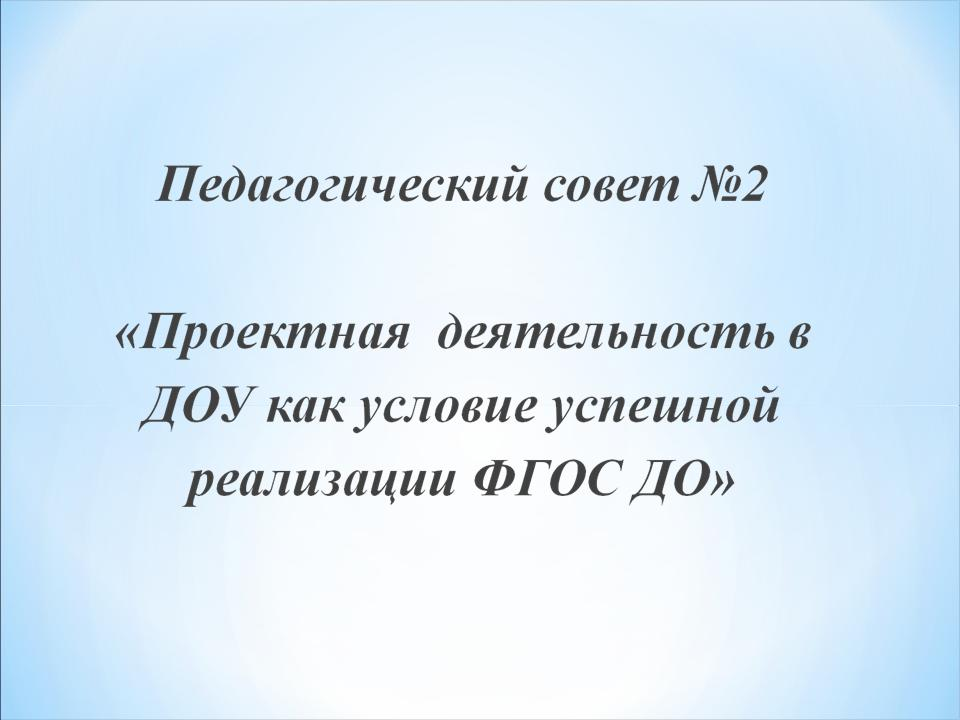 Педагогический совет №2
«Проектная деятельность в
ДОУ как условие успешной
реализации ФГОС ДО»